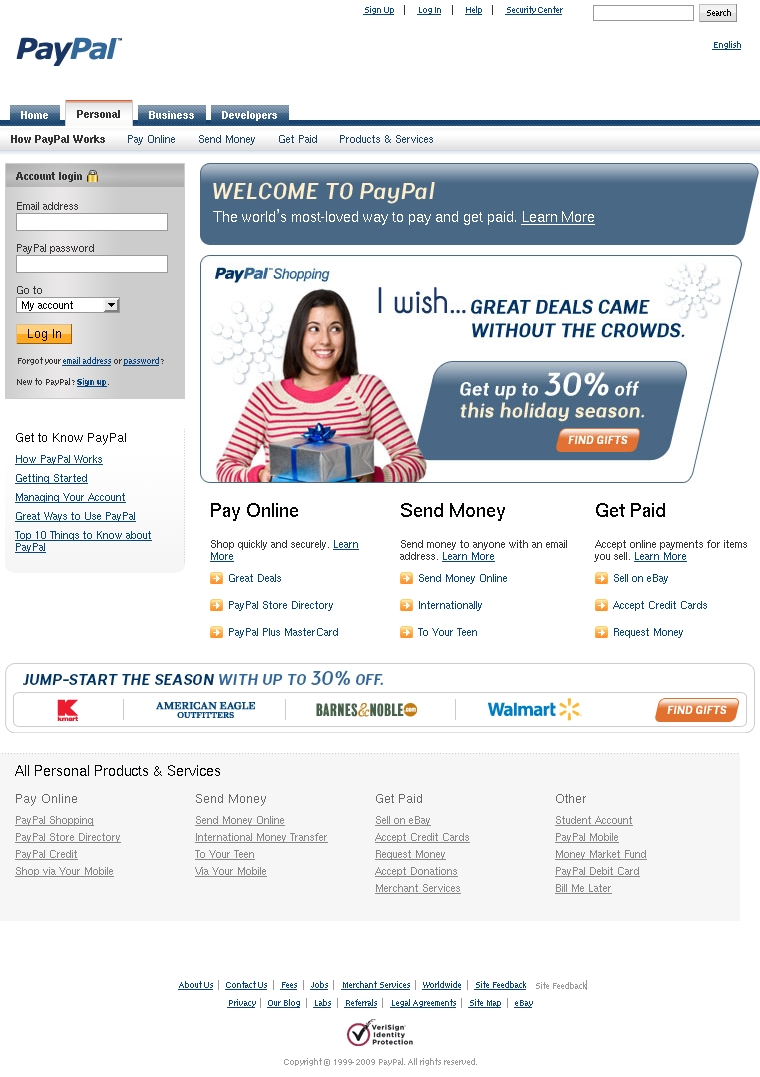 Sign Up | Log In | Help | Security Center Search
PayPal™
English
Home Personal Business Developers
How PayPal Works Pay Online Send Money Get Paid Products & Services
Account login
Email address
PayPal password
Go to
My account
Log In
Forgot your email address or password?
New to PayPal? Sign up.
Get to Know PayPal
How PayPal Works
Getting Started
Managing Your Account
Great Ways to Use PayPal
Top 10 Things to Know about
PayPal
WELCOME TO PayPal
The world's most-loved way to pay and get paid. Learn More
PayPal™ Shopping
I wish... GREAT DEALS CAME
WITHOUT THE CROWDS.
Get up to 30% off
this holiday season.
FIND GIFTS
Pay Online
Shop quickly and securely. Learn
More
Great Deals
PayPal Store Directory
PayPal Plus MasterCard
Send Money
Send money to anyone with an email
address. Learn More
Send Money Online
Internationally
To Your Teen
Get Paid
Accept online payments for items
you sell. Learn More
Sell on eBay
Accept Credit Cards
Request Money
JUMP-START THE SEASON WITH UP TO 30% OFF.
K kmart
AMERICAN EAGLE
OUTFITTERS
BARNES&NOBLE.com
Walmart
FIND GIFTS
All Personal Products & Services
Pay Online
PayPal Shopping
PayPal Store Directory
PayPal Credit
Shop via Your Mobile
Send Money
Send Money Online
International Money Transfer
To Your Teen
Via Your Mobile
Get Paid
Sell on eBay
Accept Credit Cards
Request Money
Accept Donations
Merchant Services
Other
Student Account
PayPal Mobile
Money Market Fund
PayPal Debit Card
Bill Me Later
About Us | Contact Us | Fees | Jobs | Merchant Services | Worldwide | Site Feedback Site Feedback|
Privacy | Our Blog | Labs | Referrals | Legal Agreements | Site Map | eBay
VeriSign
Identity
Protection
Copyright © 1999-2009 PayPal. All rights reserved.